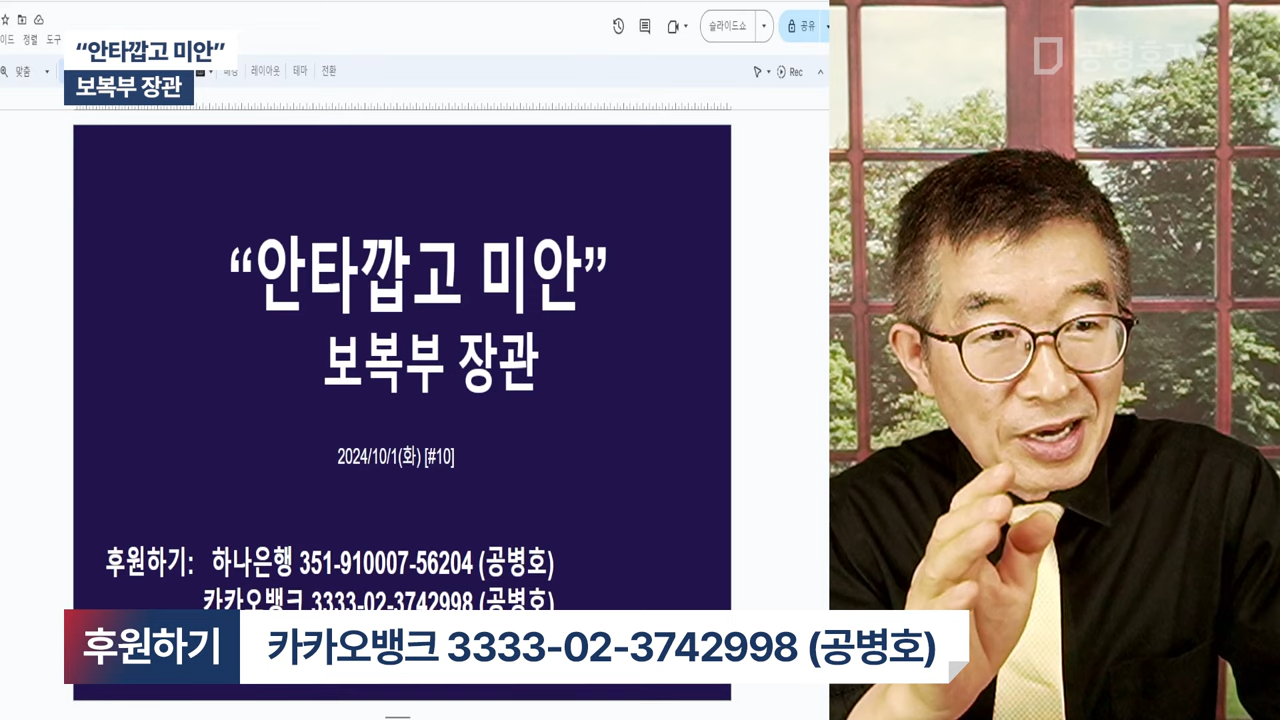 이드 정렬 도구
슬라이드쇼
공유
“안타깝고 미안”
보복부 장관
맞춤
배경
레이아웃
테마
전환
Rec
공병호TV
“안타깝고 미안”
보복부 장관
2024/10/1(화) [#10]
후원하기: 하나은행 351-910007-56204 (공병호)
카카오뱅크 3333-02-3742998 (공병호)
후원하기 카카오뱅크 3333-02-3742998 (공병호)